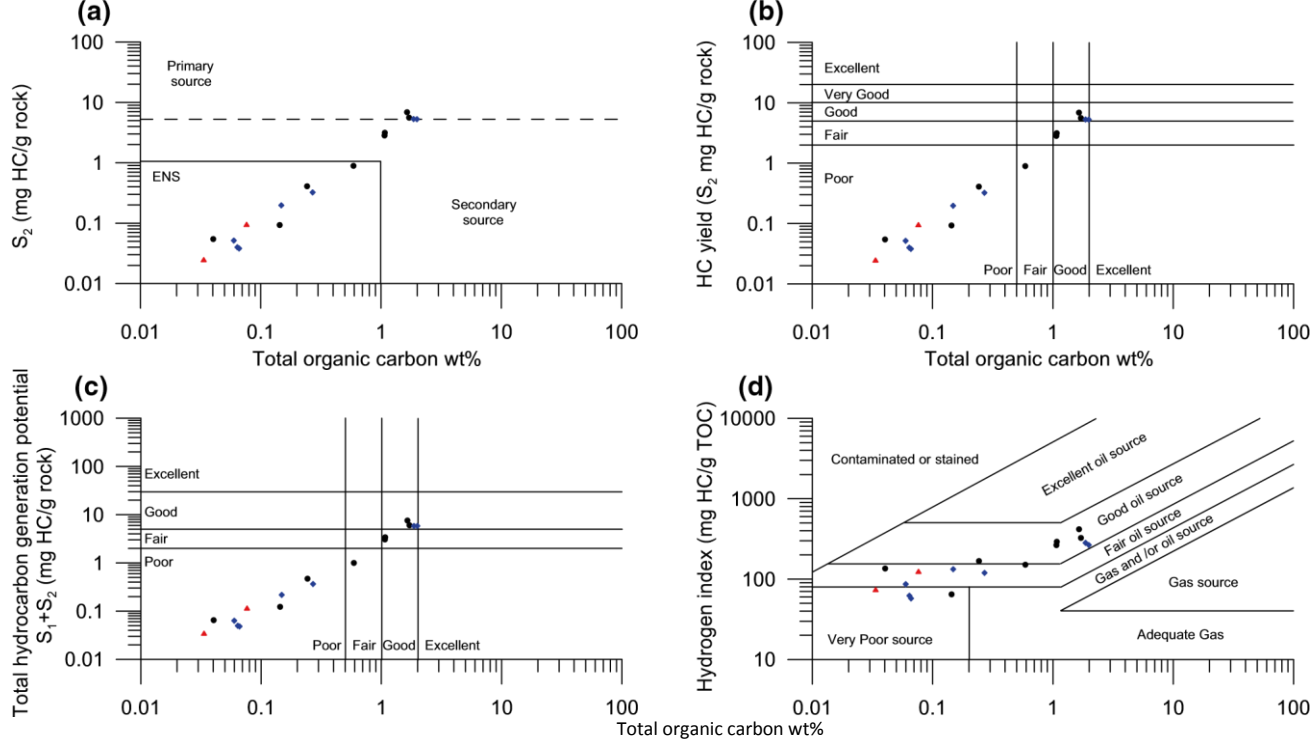 (a)
S2 (mg HC/g rock)
100
10
1
0.1
0.01
Primary
source
ENS
Secondary
source
0.01
0.1
1
10
100
Total organic carbon wt%
(b)
HC yield (S2 mg HC/g rock)
100
10
1
0.1
0.01
Excellent
Very Good
Good
Fair
Poor
Poor
Fair
Good
Excellent
0.01
0.1
1
10
100
Total organic carbon wt%
(c)
Total hydrocarbon generation potential
S1+S2 (mg HC/g rock)
1000
100
10
1
0.1
0.01
Excellent
Good
Fair
Poor
Poor
Fair
Good
Excellent
0.01
0.1
1
10
100
(d)
Hydrogen index (mg HC/g TOC)
10000
1000
100
10
Contaminated or stained
Excellent oil source
Good oil source
Fair oil source
Gas and /or oil source
Gas source
Very Poor source
Adequate Gas
0.01
0.1
1
10
100
Total organic carbon wt%